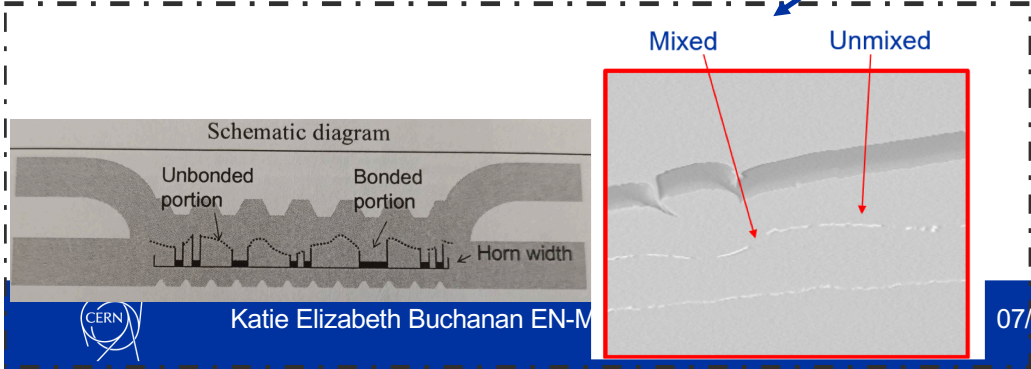 Mixed
Unmixed
Schematic diagram
Unbonded
portion
Bonded
portion
Horn width
CERN
Katie Elizabeth Buchanan EN-M
07/